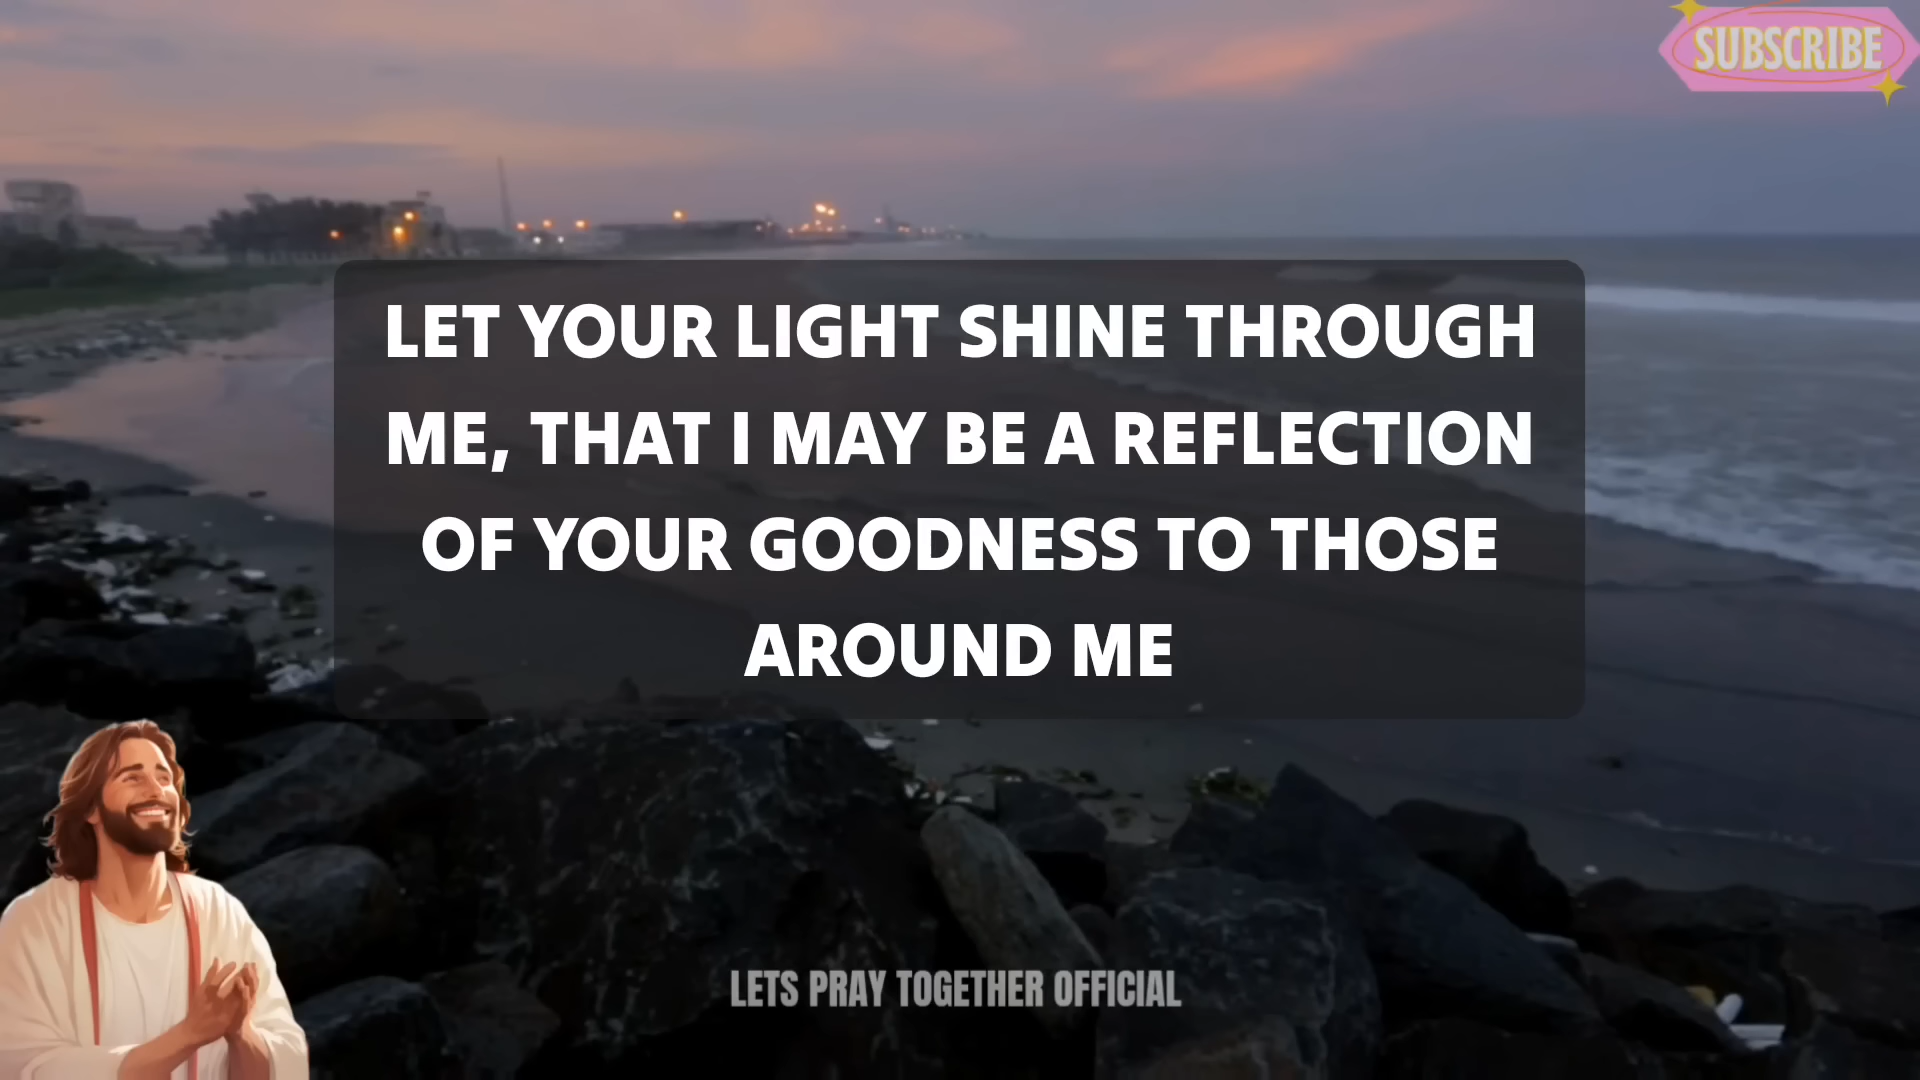 SUBSCRIBE
LET YOUR LIGHT SHINE THROUGH
ME, THAT I MAY BE A REFLECTION
OF YOUR GOODNESS TO THOSE
AROUND ME
LETS PRAY TOGETHER OFFICIAL